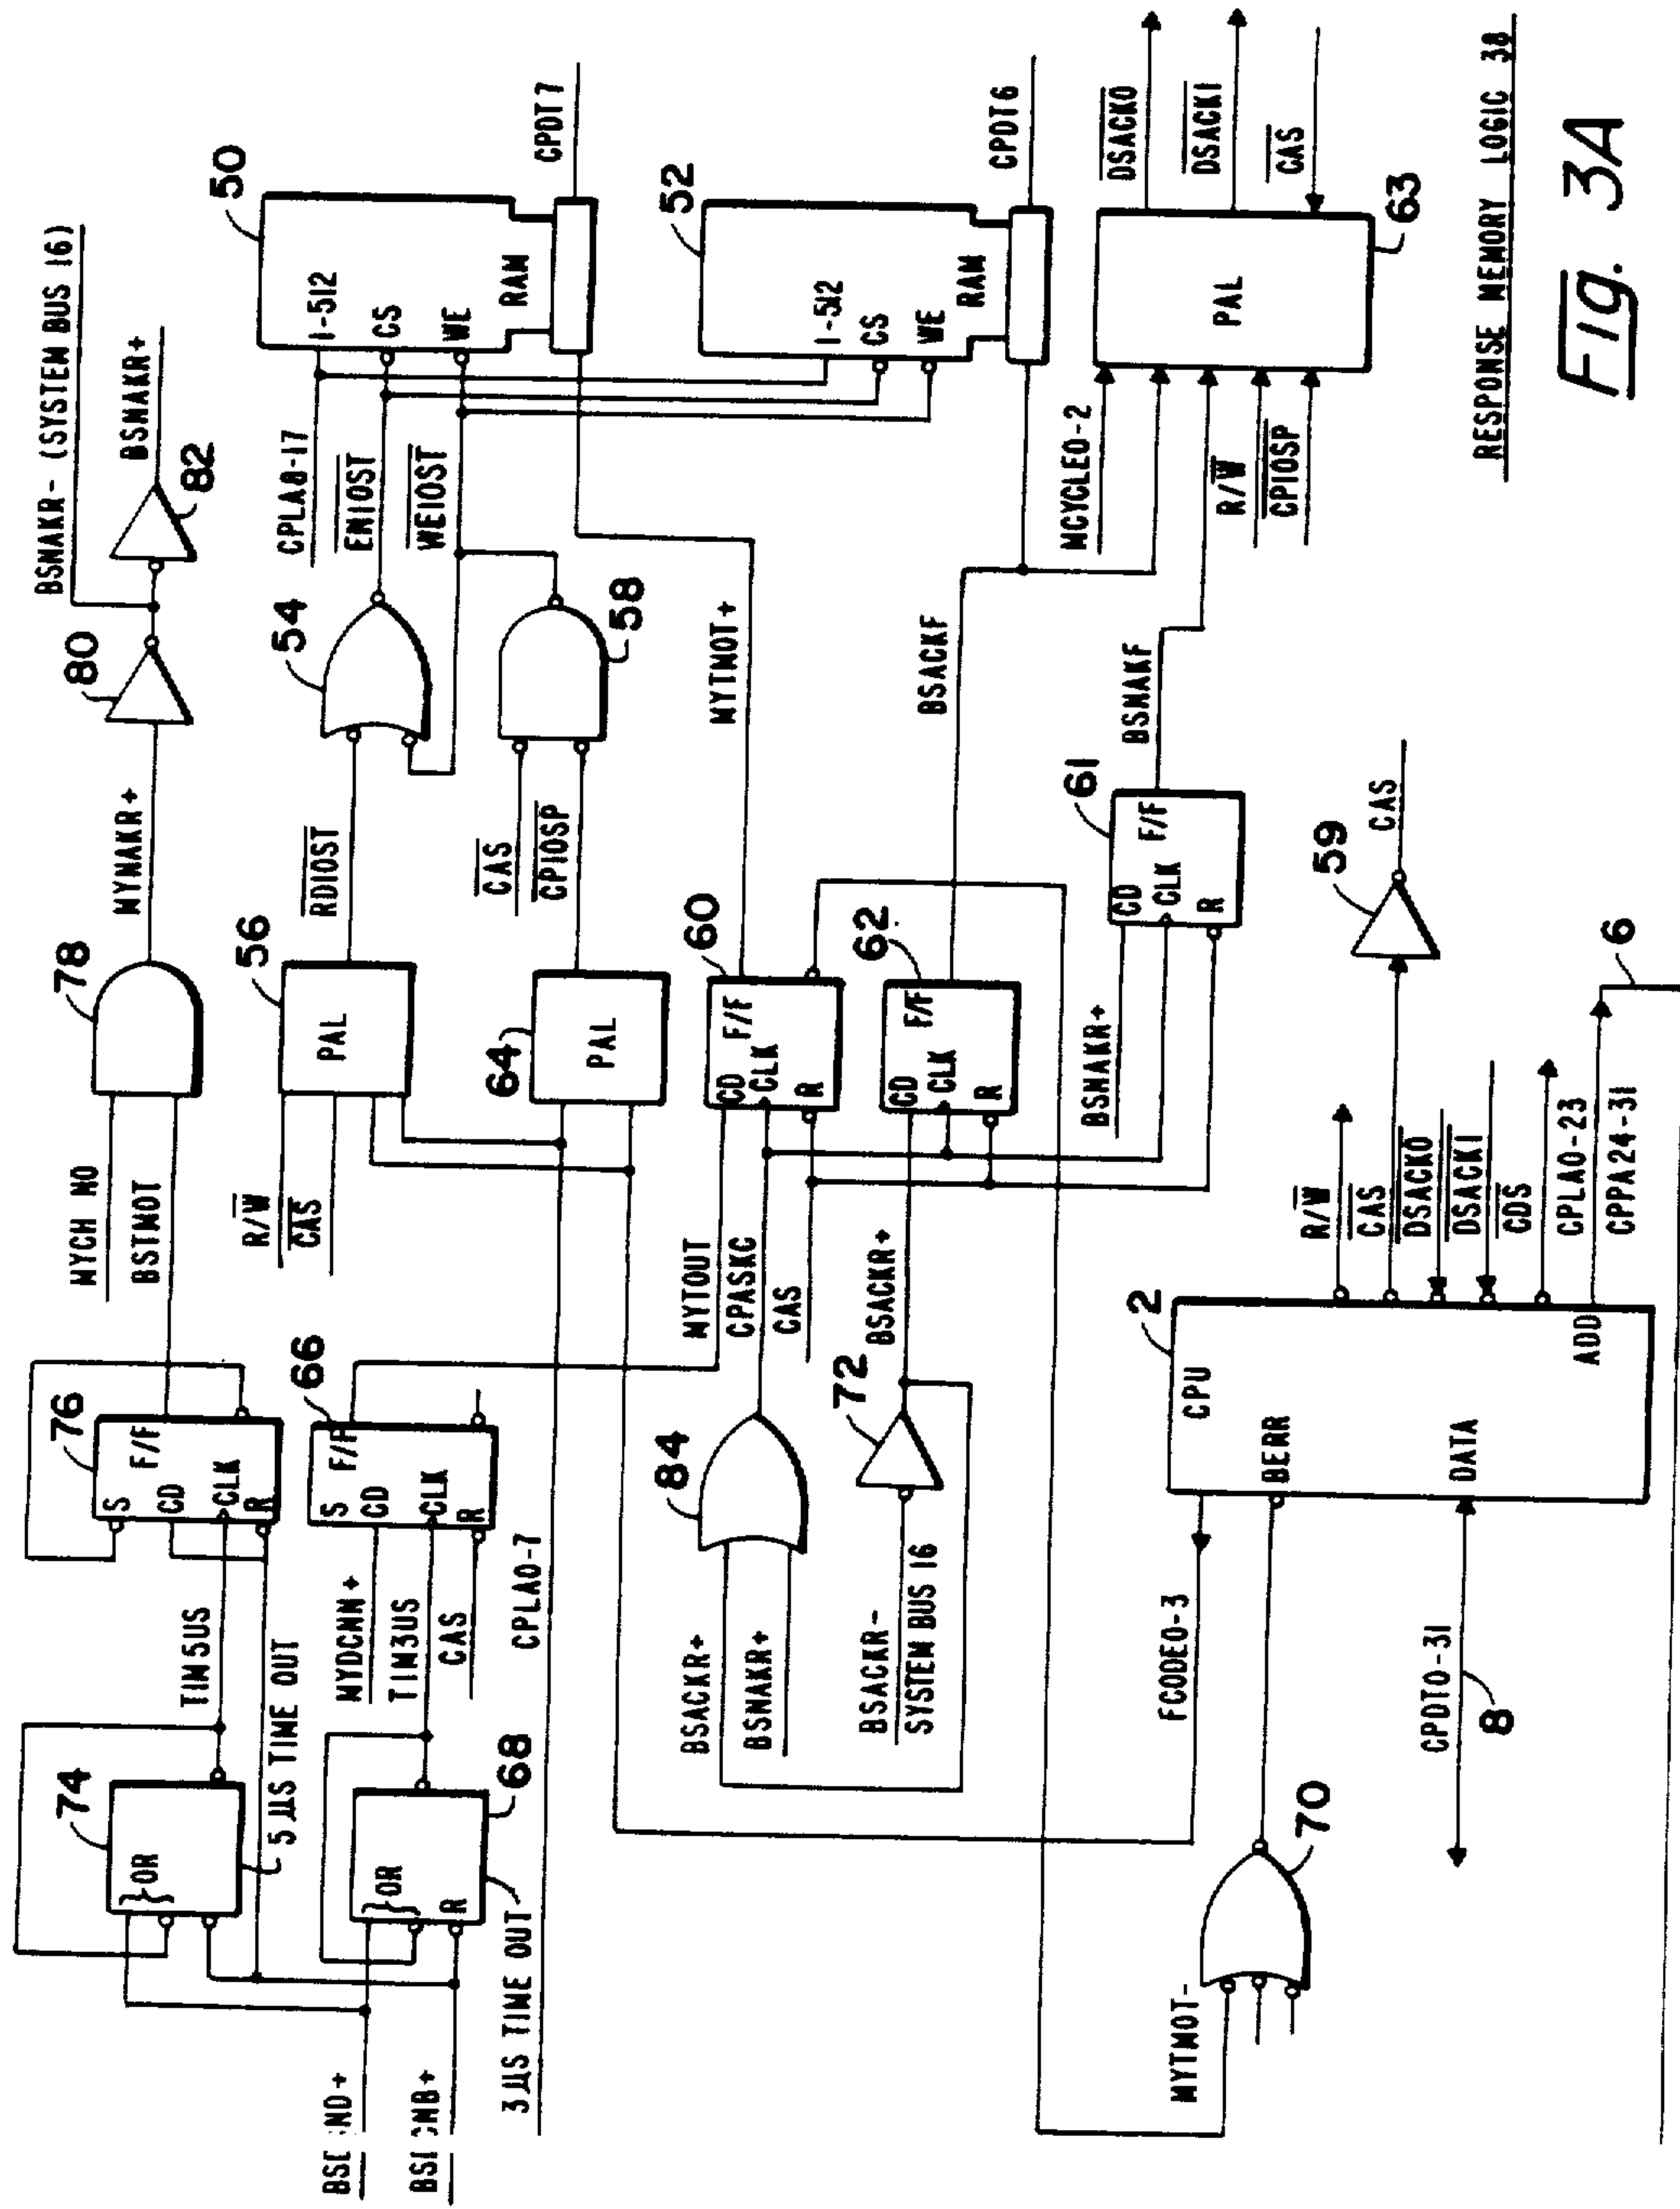 BSNAKR- (SYSTEM BUS 16)
BSNAKR+
82
80
MYNAKR+
78
MYCH NO
BSTMOT
76
S F/F
CD
CLK
R
TIM5US
74
}OR
5 µS TIME OUT
50
1-512
CS
WE
RAM
CPDT7
CPLA8-17
ENIOST
WEIOST
54
58
RDIOST
CAS
CPIOSP
56
PAL
R/W
CAS
64
PAL
66
S F/F
CD
CLK
R
MYDCNN+
TIM3US
CAS
CPLA0-7
68
}OR
R
3 µS TIME OUT
52
1-512
CS
WE
RAM
CPDT6
MYTMOT+
BSACKF
60
CD F/F
CLK
R
62
CD F/F
CLK
R
MYTOUT
CPASKC
CAS
BSACKR+
84
72
BSACKR+
BSNAKR+
BSACKR-
SYSTEM BUS 16
DSACK0
DSACK1
CAS
63
PAL
MCYCLE0-2
R/W
CPIOSP
BSNAKF
61
CD F/F
CLK
R
BSNAKR+
59
CAS
6
R/W
CAS
DSACK0
DSACK1
CDS
CPLA0-23
CPPA24-31
2
CPU
BERR
DATA
ADD
FCODE0-3
CPDT0-31
8
70
MYTMOT-
RESPONSE MEMORY LOGIC 38
Fig. 3A